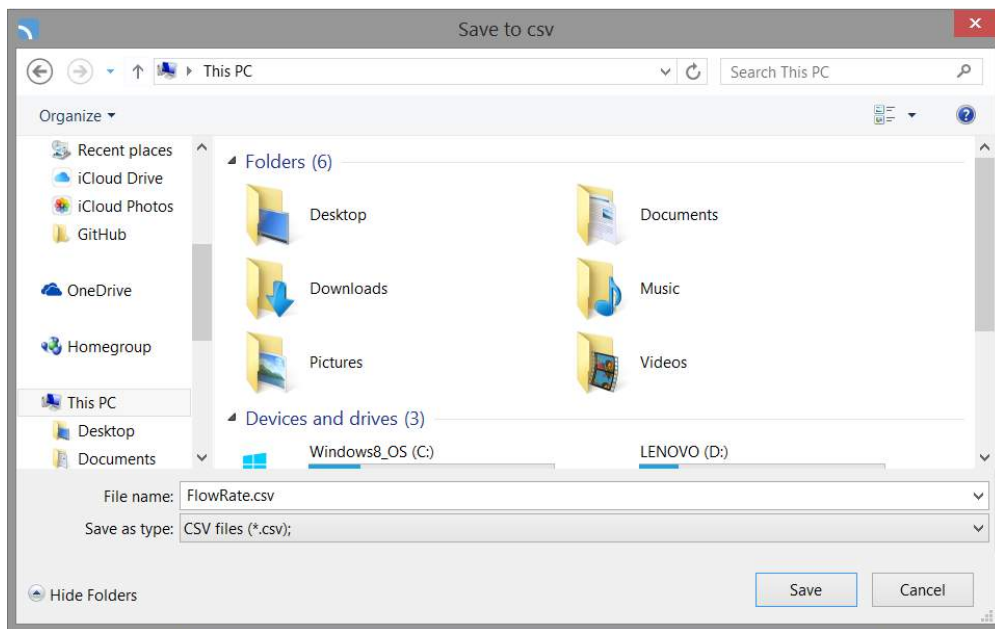 Save to csv
This PC
Search This PC
Organize
Recent places
iCloud Drive
iCloud Photos
GitHub
OneDrive
Homegroup
This PC
Desktop
Documents
Folders (6)
Desktop
Documents
Downloads
Music
Pictures
Videos
Devices and drives (3)
Windows8_OS (C:)
LENOVO (D:)
File name: FlowRate.csv
Save as type: CSV files (*.csv);
Hide Folders
Save
Cancel